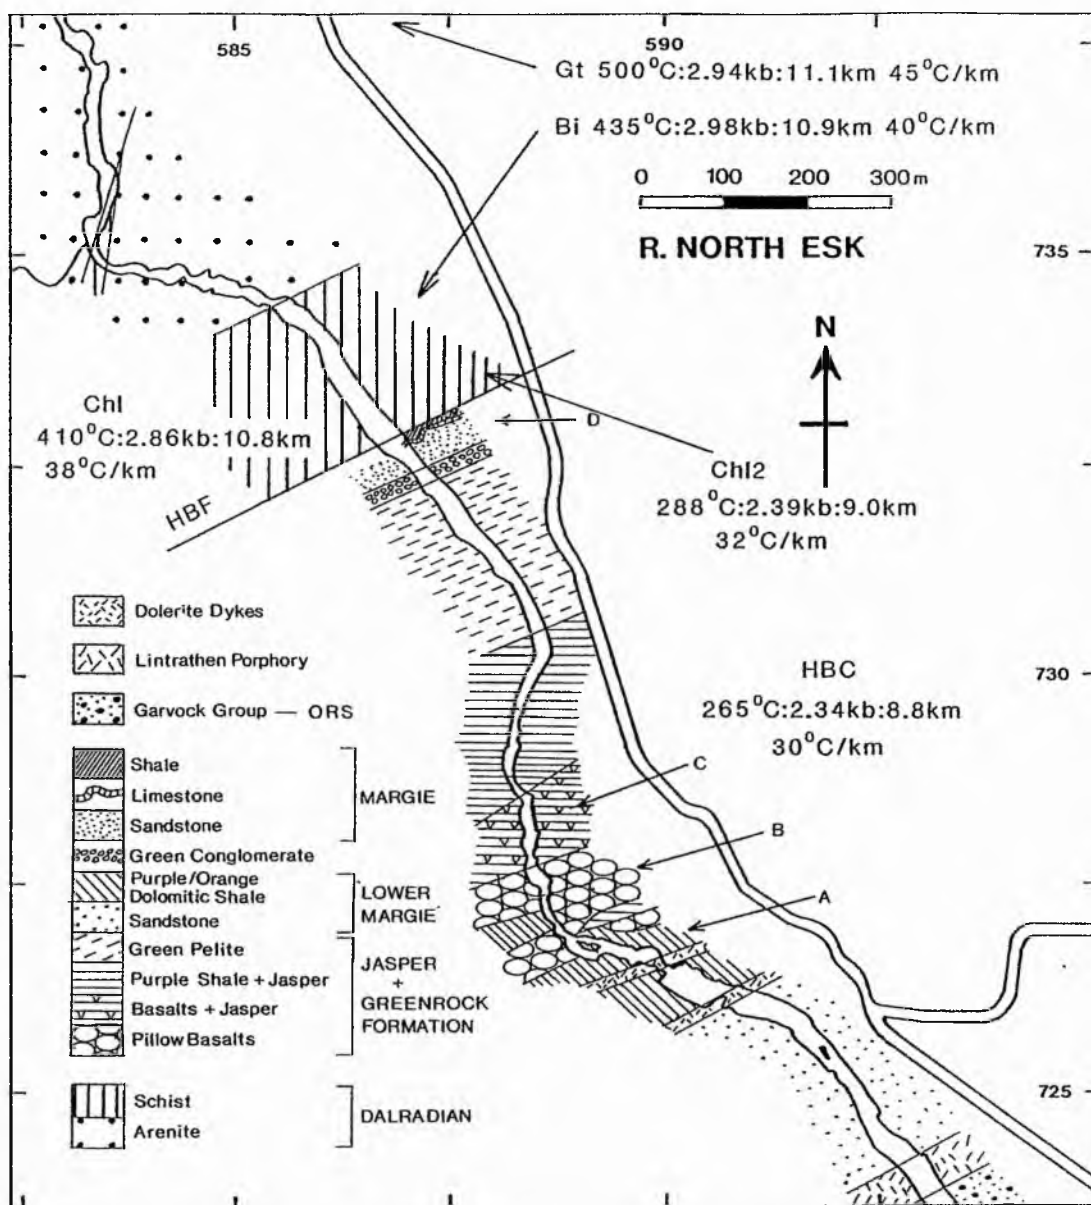 585
590
Gt 500°C:2.94kb:11.1km 45°C/km
Bi 435°C:2.98kb:10.9km 40°C/km
0 100 200 300m
R. NORTH ESK
735
N
Chl
410°C:2.86kb:10.8km
38°C/km
D
Chl2
288°C:2.39kb:9.0km
32°C/km
HBF
HBC
265°C:2.34kb:8.8km
30°C/km
730
C
B
A
725
Dolerite Dykes
Lintrathen Porphory
Garvock Group — ORS
Shale
Limestone
Sandstone
MARGIE
Green Conglomerate
Purple/Orange
Dolomitic Shale
Sandstone
LOWER
MARGIE
Green Pelite
Purple Shale + Jasper
Basalts + Jasper
Pillow Basalts
JASPER
+
GREENROCK
FORMATION
Schist
Arenite
DALRADIAN